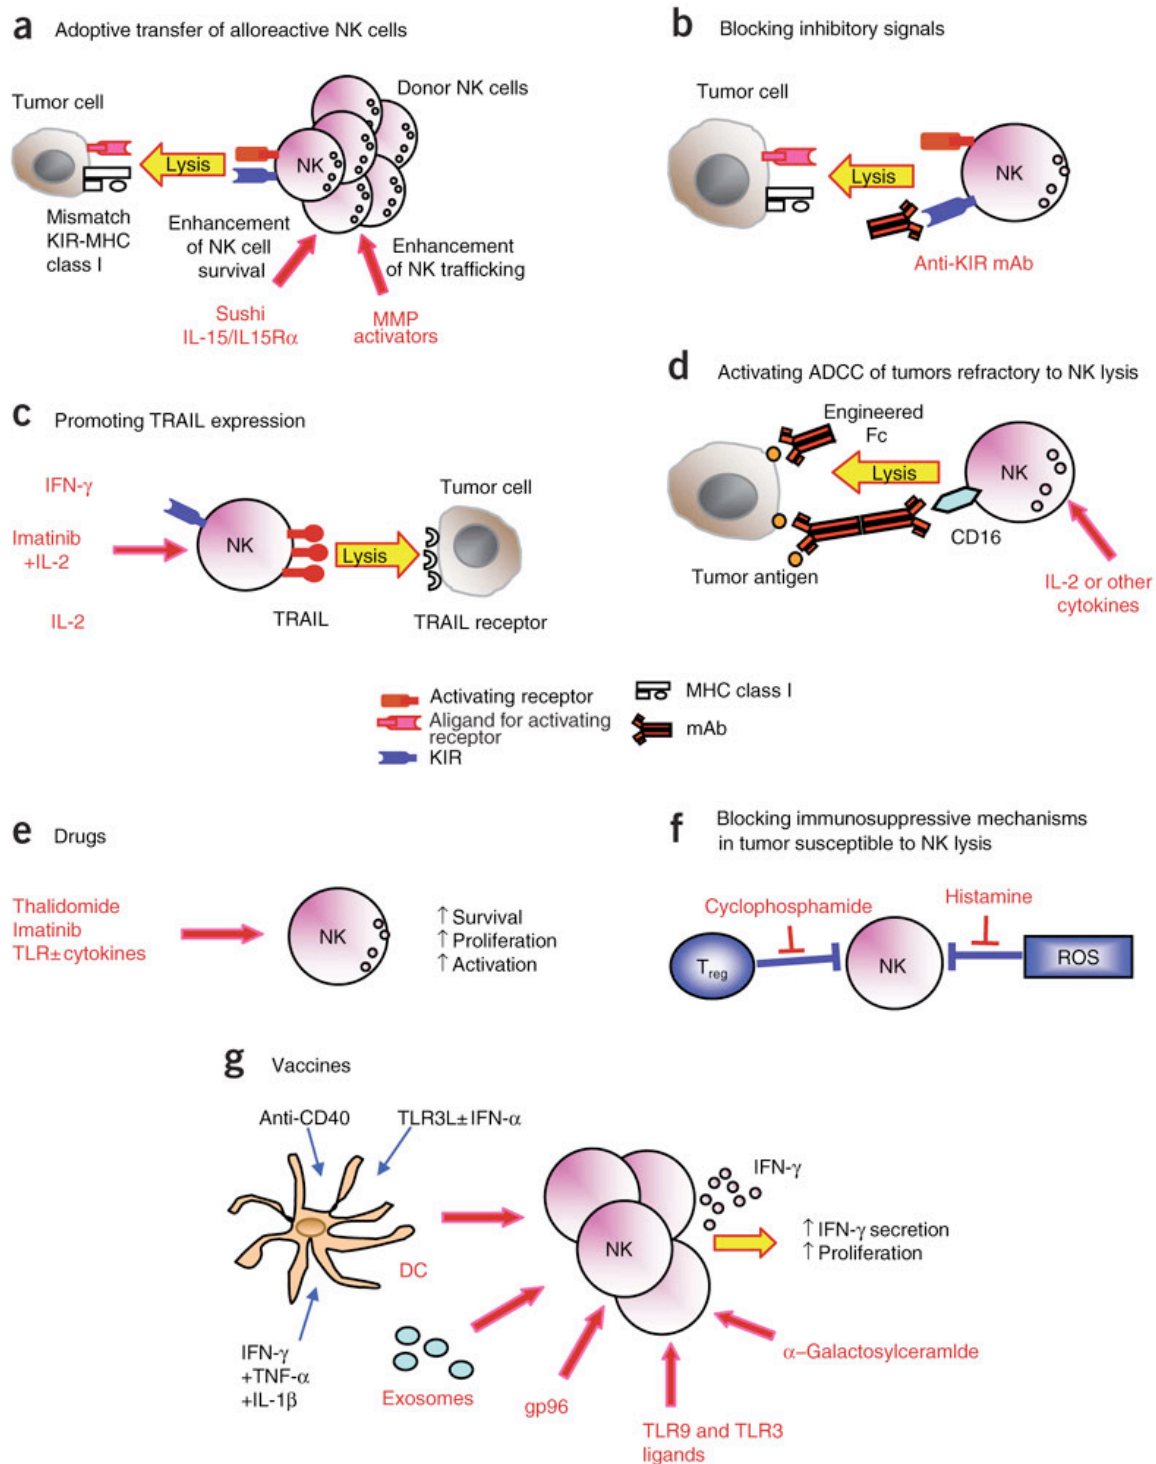 a Adoptive transfer of alloreactive NK cells
Tumor cell
Donor NK cells
NK
Lysis
Mismatch
KIR-MHC
class I
Enhancement
of NK cell
survival
Enhancement
of NK trafficking
Sushi
IL-15/IL15Rα
MMP
activators
b Blocking inhibitory signals
Tumor cell
Lysis
NK
Anti-KIR mAb
c Promoting TRAIL expression
IFN-γ
Imatinib
+IL-2
IL-2
NK
TRAIL
Lysis
Tumor cell
TRAIL receptor
d Activating ADCC of tumors refractory to NK lysis
Engineered
Fc
Lysis
NK
CD16
Tumor antigen
IL-2 or other
cytokines
Activating receptor
Aligand for activating
receptor
KIR
MHC class I
mAb
e Drugs
Thalidomide
Imatinib
TLR±cytokines
NK
↑Survival
↑Proliferation
↑Activation
f Blocking immunosuppressive mechanisms
in tumor susceptible to NK lysis
Cyclophosphamide
Histamine
Treg
NK
ROS
g Vaccines
Anti-CD40
TLR3L±IFN-α
DC
IFN-γ
+TNF-α
+IL-1β
Exosomes
gp96
TLR9 and TLR3
ligands
α–Galactosylceramlde
NK
IFN-γ
↑IFN-γ secretion
↑Proliferation